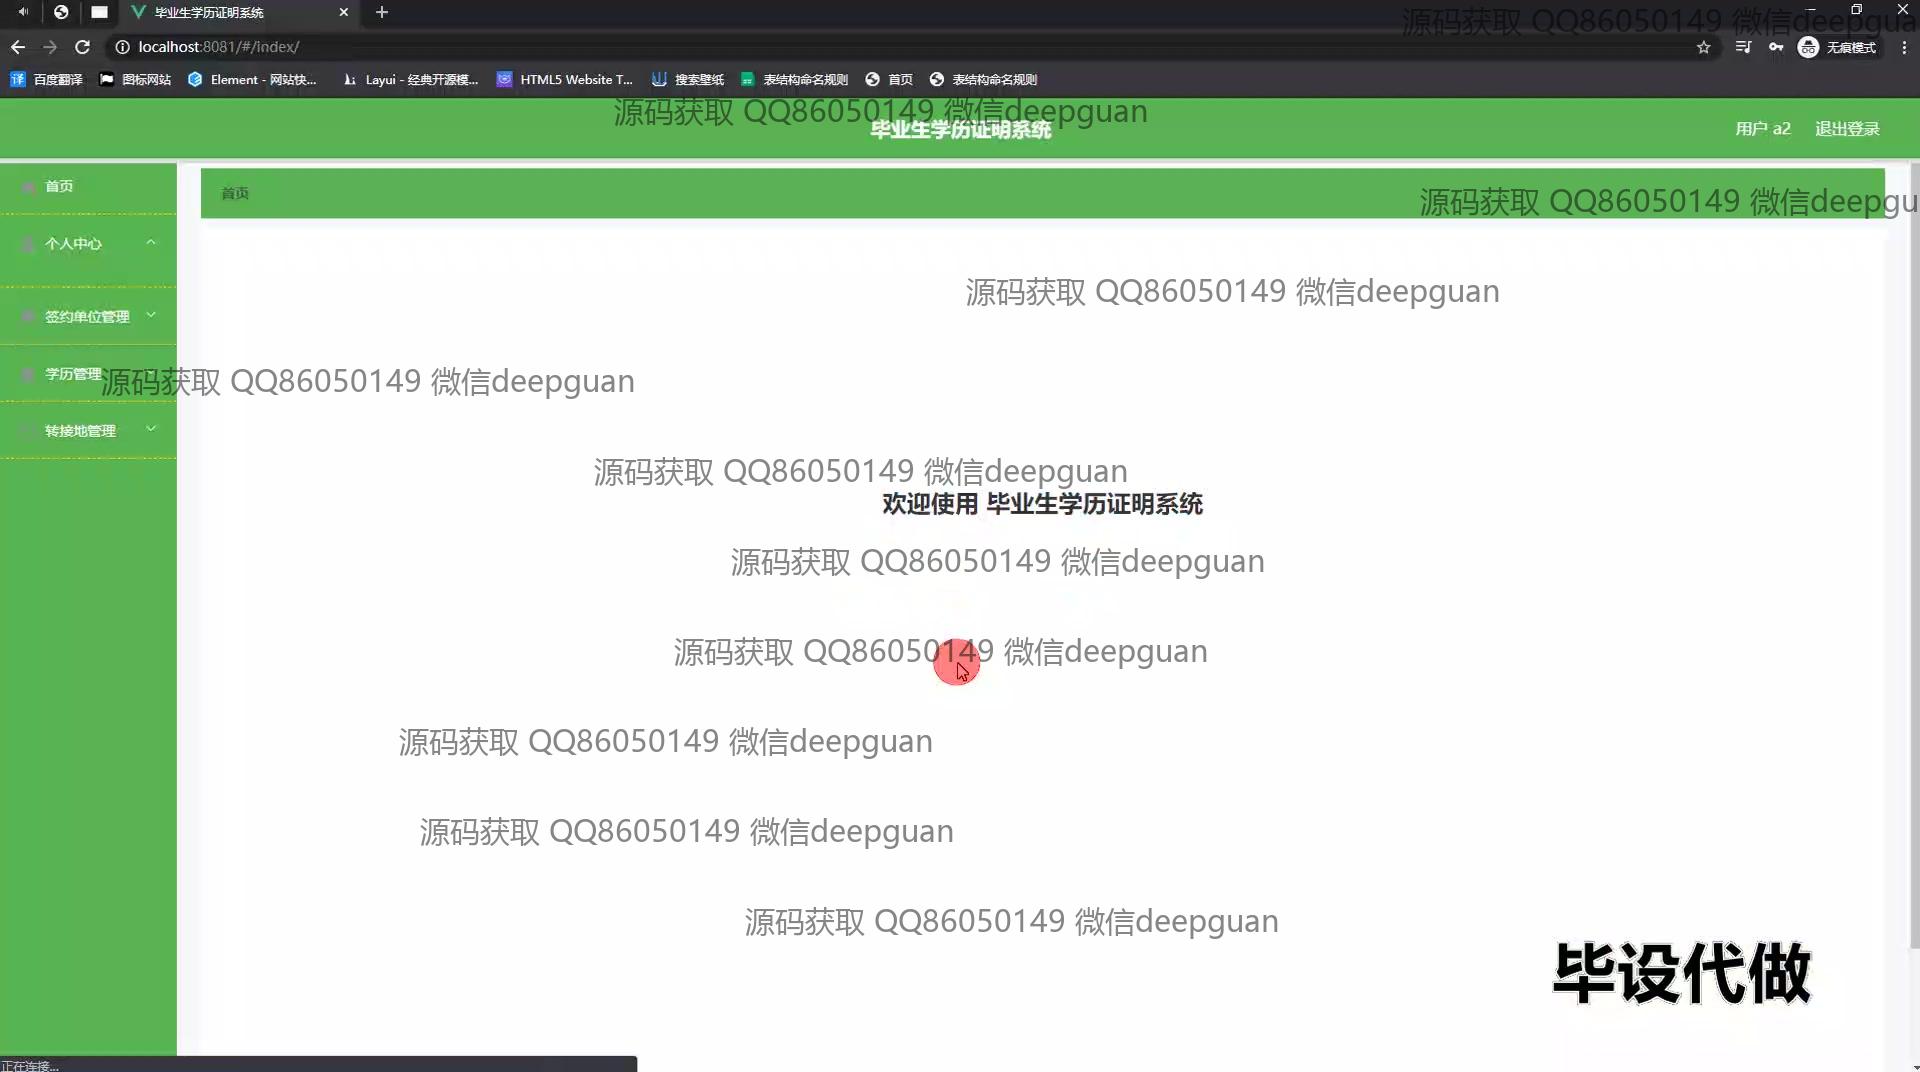 毕业生学历证明系统
源码获取 QQ86050149 微信deepgua
localhost:8081/#/index/
无痕模式
百度翻译 图标网站 Element - 网站快... Layui - 经典开源模... HTML5 Website T... 搜索壁纸 表结构命名规则 首页 表结构命名规则
源码获取 QQ86050149 微信deepguan
毕业生学历证明系统
用户 a2 退出登录
首页
首页
源码获取 QQ86050149 微信deepgu
个人中心
源码获取 QQ86050149 微信deepguan
签约单位管理
学历管理
源码获取 QQ86050149 微信deepguan
转接地管理
源码获取 QQ86050149 微信deepguan
欢迎使用 毕业生学历证明系统
源码获取 QQ86050149 微信deepguan
源码获取 QQ86050149 微信deepguan
源码获取 QQ86050149 微信deepguan
源码获取 QQ86050149 微信deepguan
源码获取 QQ86050149 微信deepguan
毕设代做
正在连接...